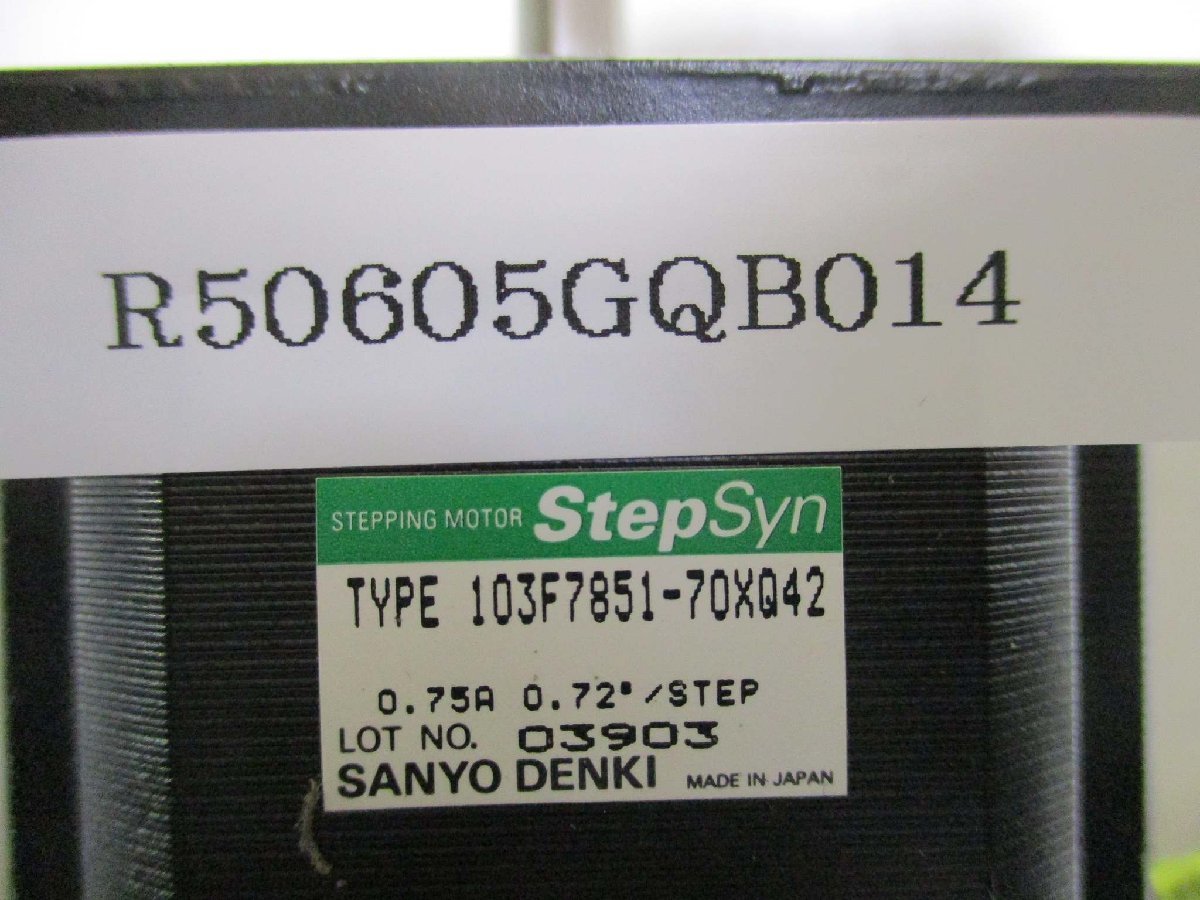 R50605GQB014
STEPPING MOTOR StepSyn
TYPE 103F7851-70XQ42
0.75A 0.72°/STEP
LOT NO. 03903
SANYO DENKI MADE IN JAPAN